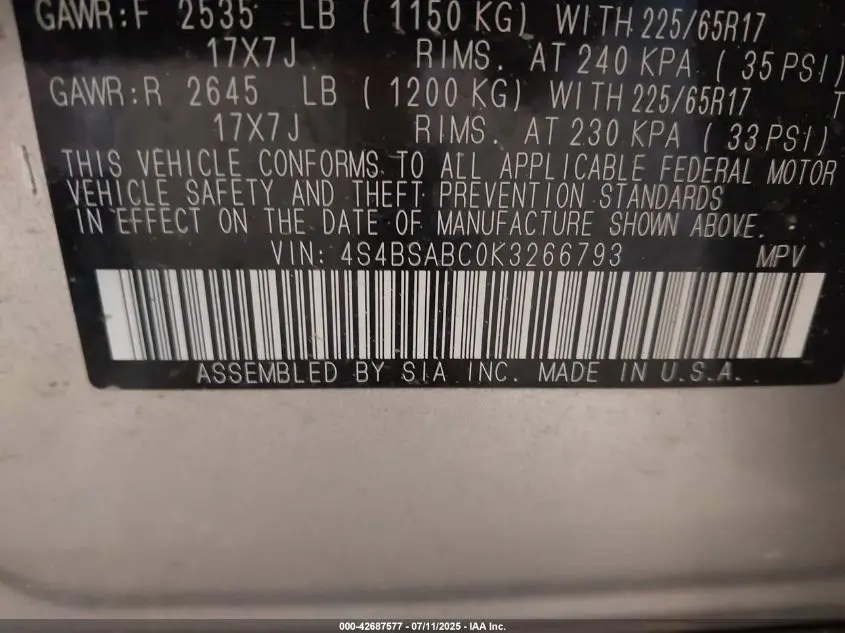 GAWR:F 2535 LB ( 1150 KG) WITH 225/65R17
17X7J RIMS. AT 240 KPA ( 35 PSI)
GAWR:R 2645 LB ( 1200 KG) WITH 225/65R17 T
17X7J RIMS. AT 230 KPA ( 33 PSI)
THIS VEHICLE CONFORMS TO ALL APPLICABLE FEDERAL MOTOR
VEHICLE SAFETY AND THEFT PREVENTION STANDARDS
IN EFFECT ON THE DATE OF MANUFACTURE SHOWN ABOVE.
VIN: 4S4BSABC0K3266793 MPV
ASSEMBLED BY SIA INC. MADE IN U.S.A.
000-42687577 - 07/11/2025 - IAA Inc.